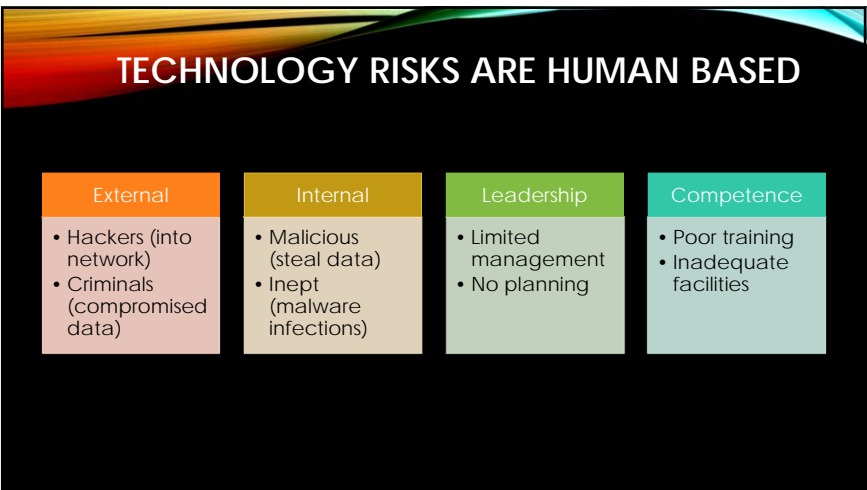 TECHNOLOGY RISKS ARE HUMAN BASED
External
• Hackers (into
network)
• Criminals
(compromised
data)
Internal
• Malicious
(steal data)
• Inept
(malware
infections)
Leadership
• Limited
management
• No planning
Competence
• Poor training
• Inadequate
facilities